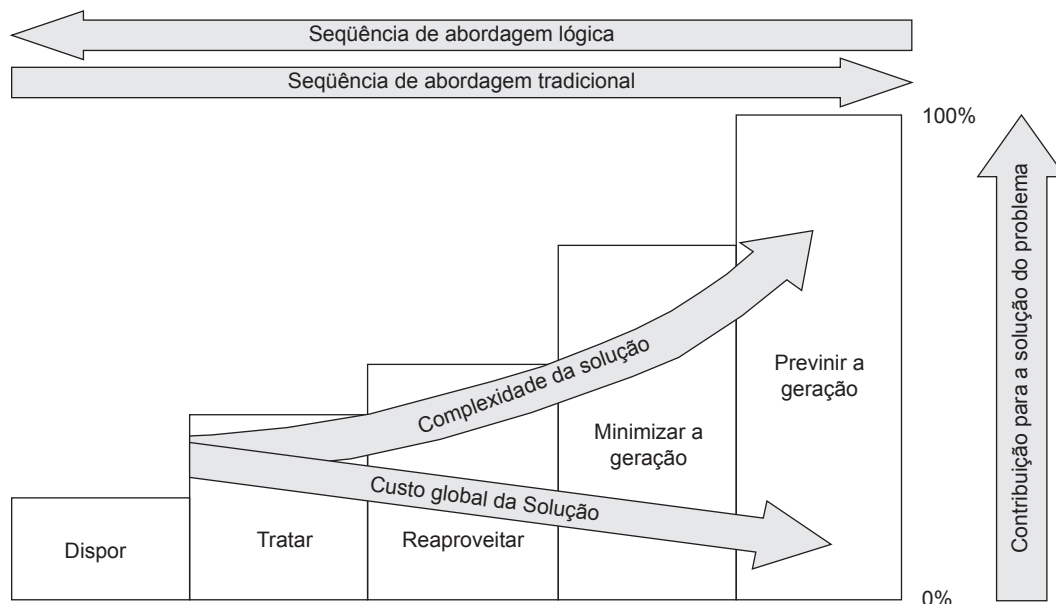 Seqüência de abordagem lógica
Seqüência de abordagem tradicional
100%
Contribuição para a solução do problema
Complexidade da solução
Previnir a
geração
Minimizar a
geração
Custo global da Solução
Dispor
Tratar
Reaproveitar
0%